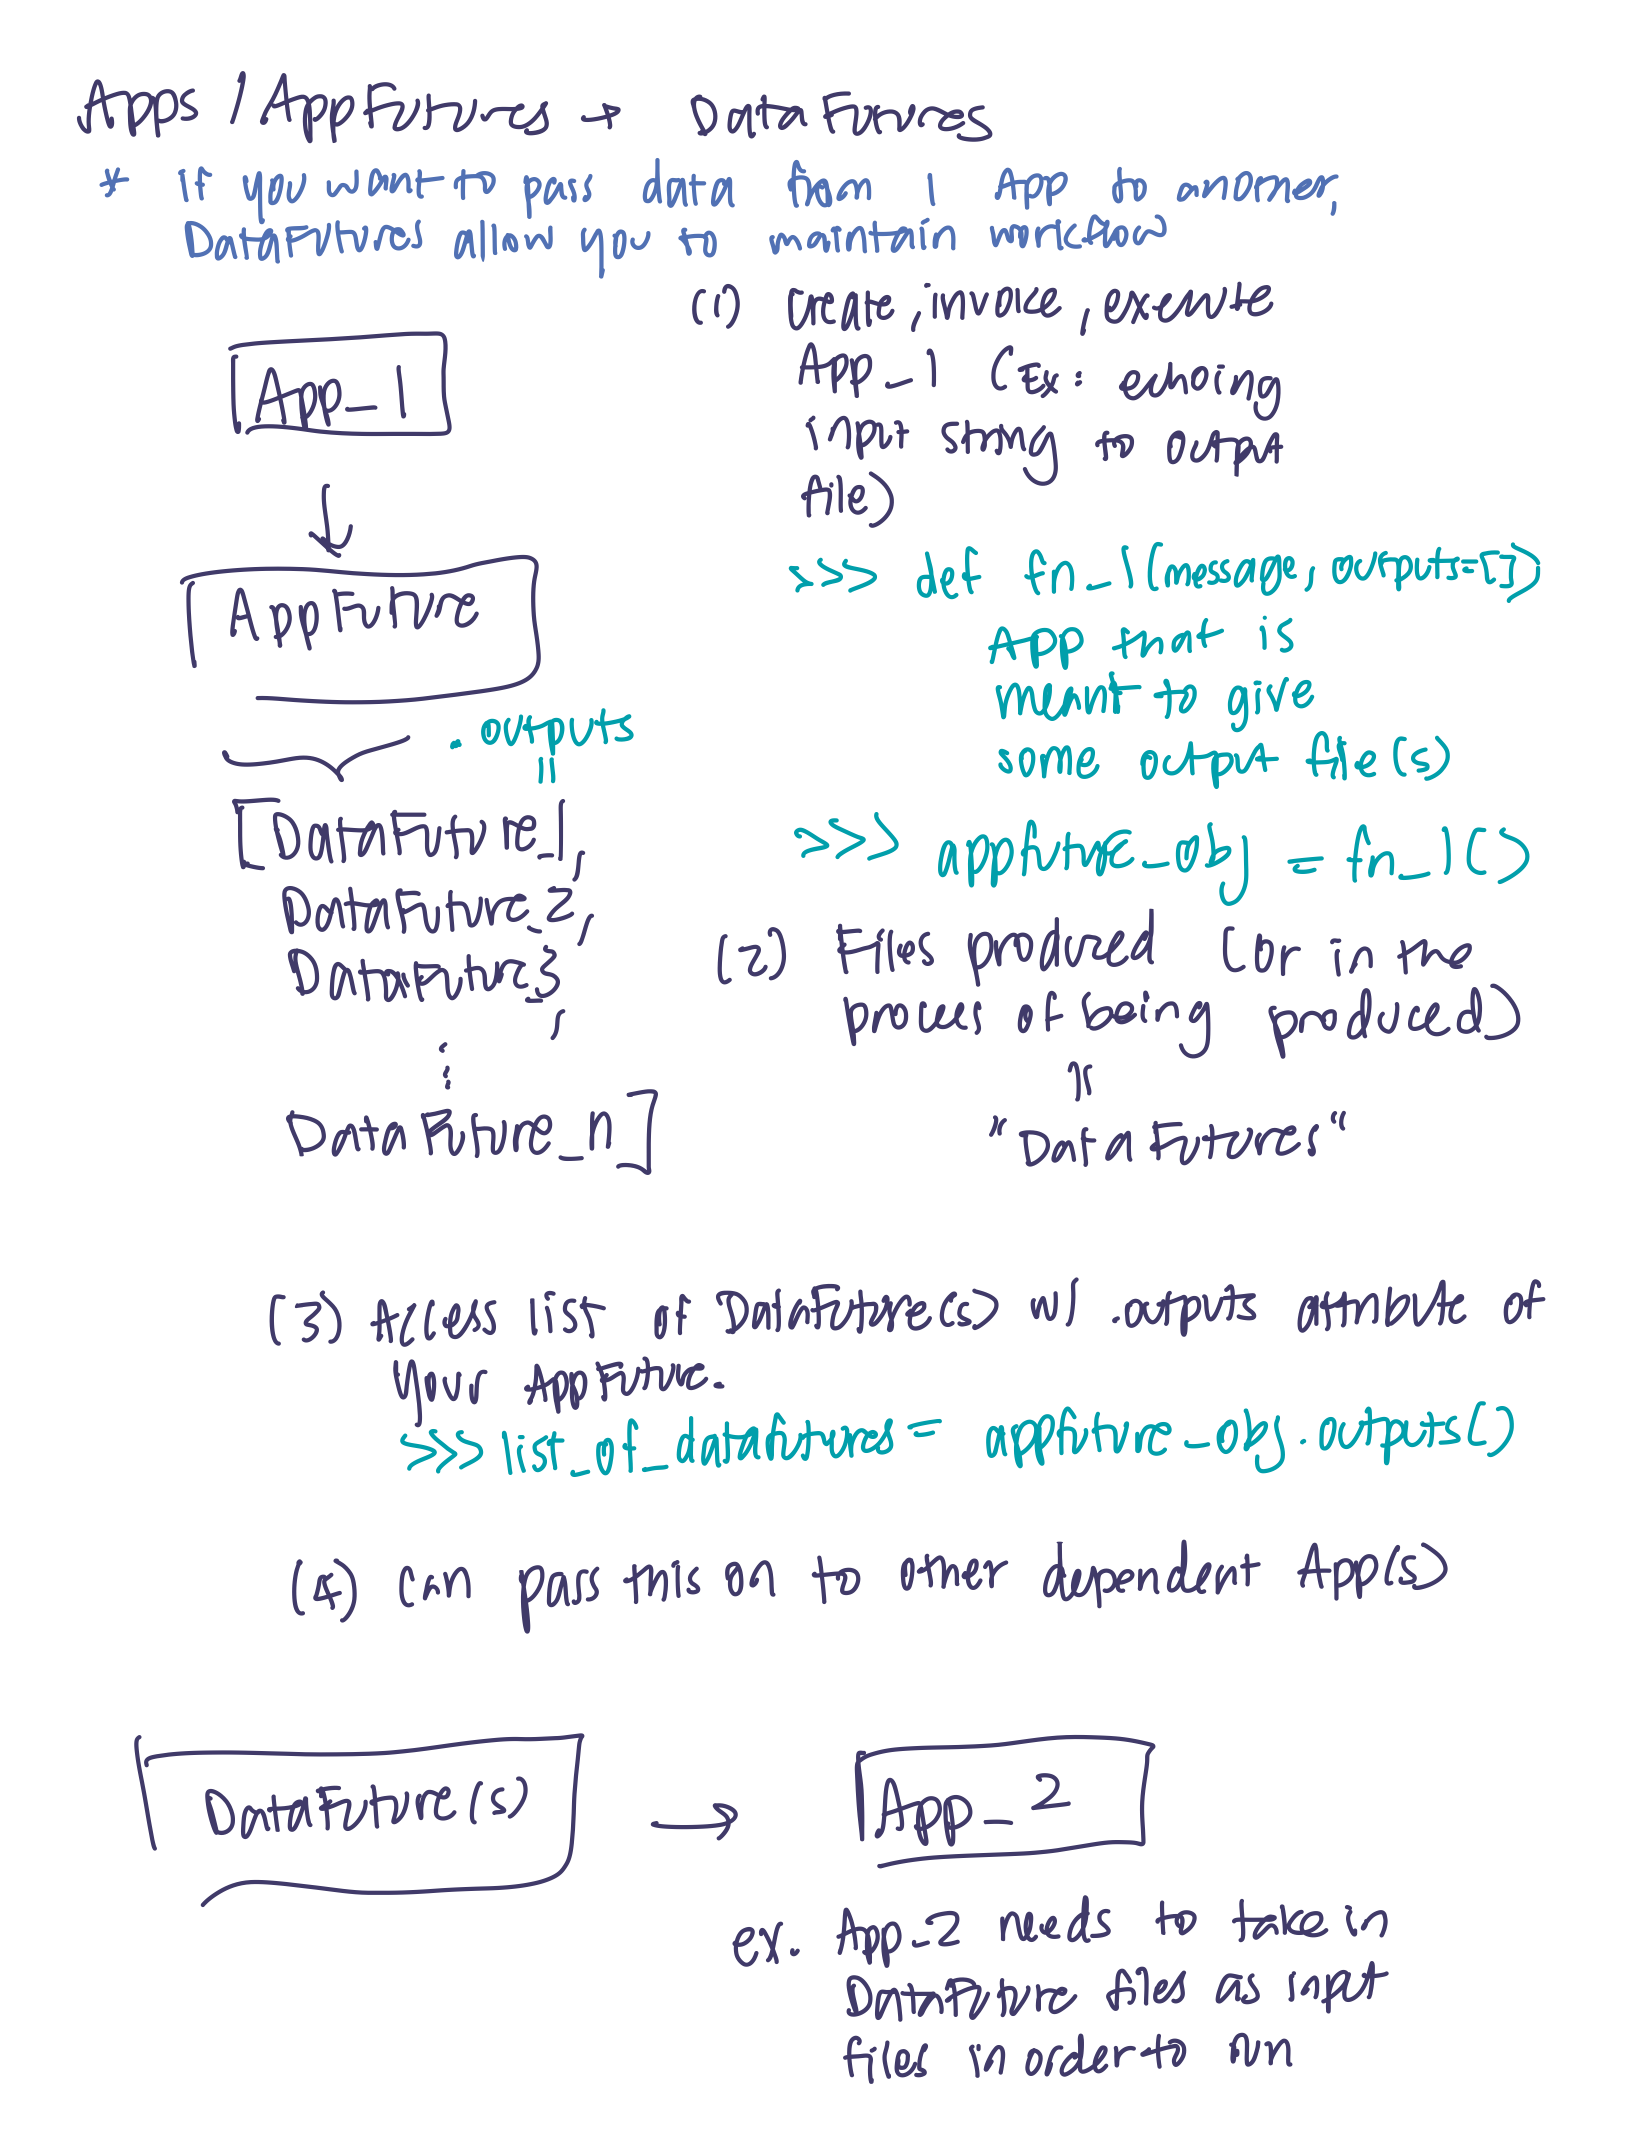 Apps / AppFutures → DataFutures
* if you want to pass data from 1 App to another,
DataFutures allow you to maintain workflow
(1) Create, invoke, execute
App_1 (Ex: echoing
input string to output
file)
>>> def fn_1(message, outputs=[])
App that is
meant to give
some output file(s)
>>> appfuture_obj = fn_1()
(2) Files produced (or in the
process of being produced)
"DataFutures"
App_1
↓
AppFuture
.outputs
[DataFuture_1,
DataFuture_2,
DataFuture_3
,
⋮
DataFuture_n]
(3) Access list of DataFuture(s) w/ .outputs attribute of
your AppFuture.
>>> list_of_datafutures = appfuture_obj.outputs()
(4) Can pass this on to other dependent App(s)
DataFuture(s) → App_2
ex. App_2 needs to take in
DataFuture files as input
files in order to run